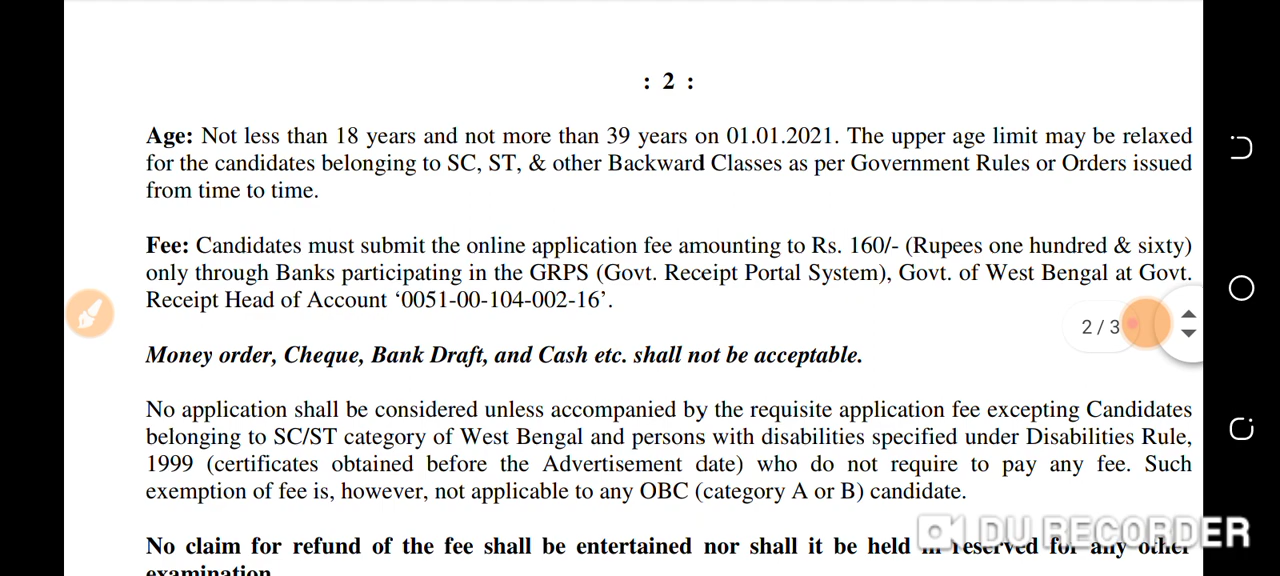 : 2 :
Age: Not less than 18 years and not more than 39 years on 01.01.2021. The upper age limit may be relaxed
for the candidates belonging to SC, ST, & other Backward Classes as per Government Rules or Orders issued
from time to time.
Fee: Candidates must submit the online application fee amounting to Rs. 160/- (Rupees one hundred & sixty)
only through Banks participating in the GRPS (Govt. Receipt Portal System), Govt. of West Bengal at Govt.
Receipt Head of Account ‘0051-00-104-002-16’.
2 / 3
Money order, Cheque, Bank Draft, and Cash etc. shall not be acceptable.
No application shall be considered unless accompanied by the requisite application fee excepting Candidates
belonging to SC/ST category of West Bengal and persons with disabilities specified under Disabilities Rule,
1999 (certificates obtained before the Advertisement date) who do not require to pay any fee. Such
exemption of fee is, however, not applicable to any OBC (category A or B) candidate.
DU RECORDER
No claim for refund of the fee shall be entertained nor shall it be held in reserved for any other
examination